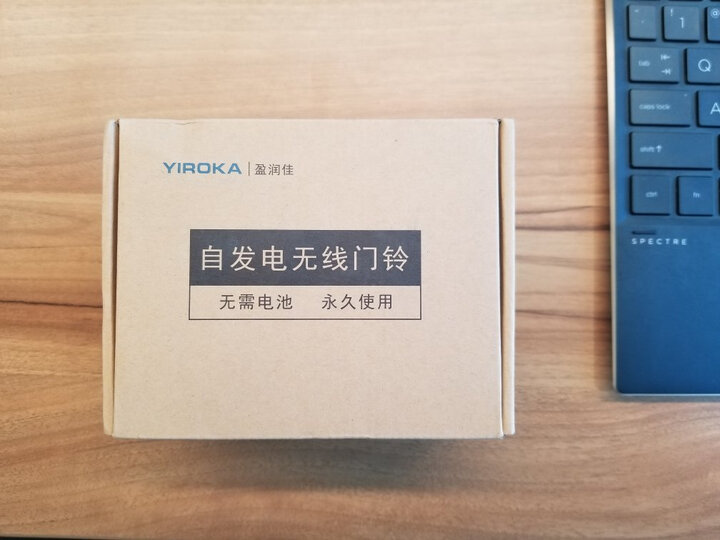 YIROKA | 盈润佳
自发电无线门铃
无需电池 永久使用
! 1
@
tab
Q
caps lock
A
shift
ctrl
fn
SPECTRE